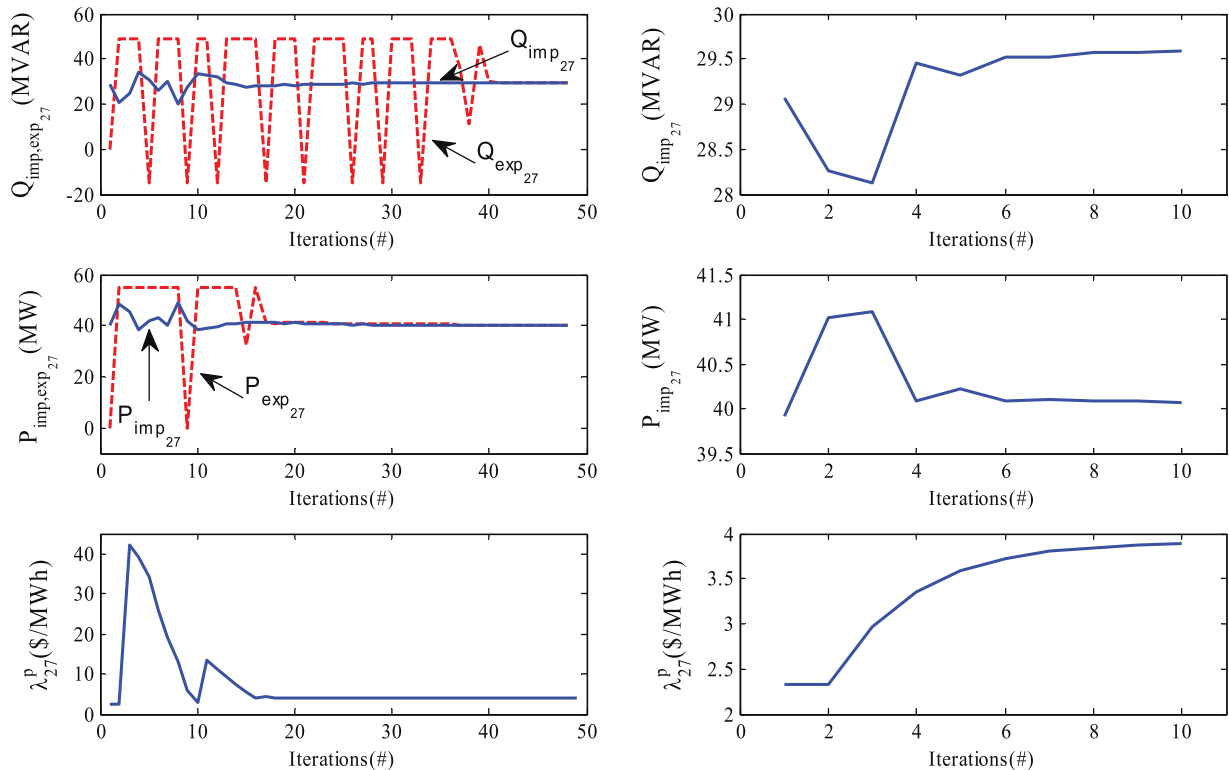 Q_imp,exp_27 (MVAR)
60
40
20
0
-20
Q_imp_27
Q_exp_27
0 10 20 30 40 50
Iterations(#)
Q_imp_27 (MVAR)
30
29.5
29
28.5
28
0 2 4 6 8 10
Iterations(#)
P_imp,exp_27 (MW)
60
40
20
0
P_imp_27
P_exp_27
0 10 20 30 40 50
Iterations(#)
P_imp_27 (MW)
41.5
41
40.5
40
39.5
0 2 4 6 8 10
Iterations(#)
λ^p_27($/MWh)
40
30
20
10
0
0 10 20 30 40 50
Iterations(#)
λ^p_27($/MWh)
4
3.5
3
2.5
2
0 2 4 6 8 10
Iterations(#)